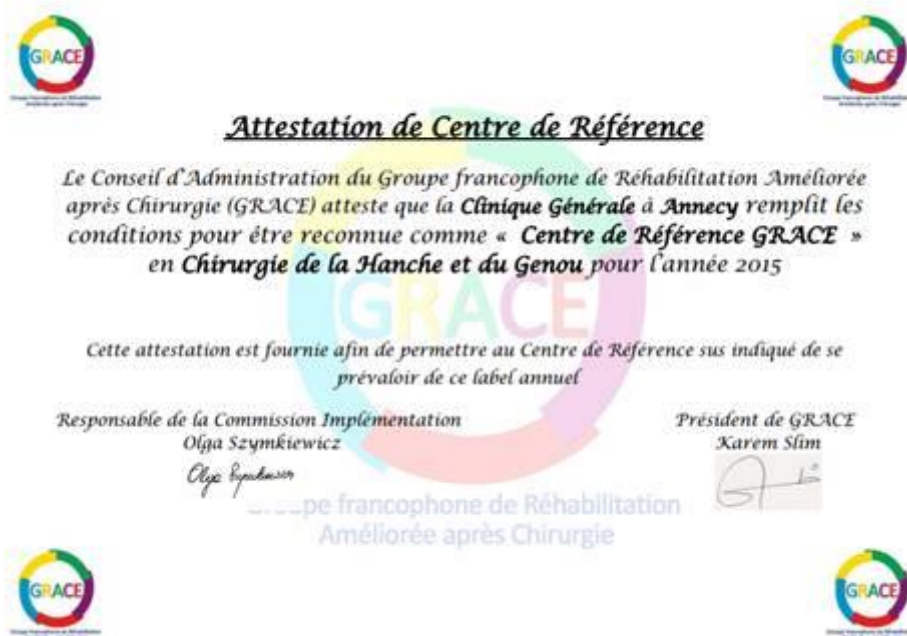 GRACE
GRACE
Attestation de Centre de Référence
Le Conseil d'Administration du Groupe francophone de Réhabilitation Améliorée
après Chirurgie (GRACE) atteste que la Clinique Générale à Annecy remplit les
conditions pour être reconnue comme « Centre de Référence GRACE »
en Chirurgie de la Hanche et du Genou pour l'année 2015
GRACE
Cette attestation est fournie afin de permettre au Centre de Référence sus indiqué de se
prévaloir de ce label annuel
Responsable de la Commission Implémentation
Olga Szymkiewicz
Président de GRACE
Karem Slim
francophone de Réhabilitation
Améliorée après Chirurgie
GRACE
GRACE